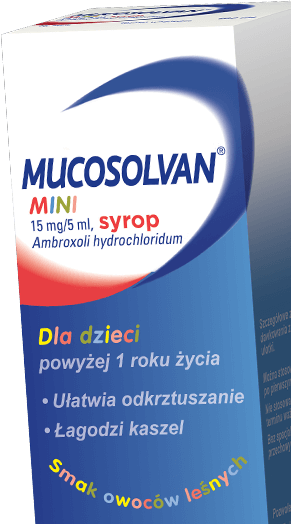 MUCOSOLVAN®
MINI
15 mg/5 ml, syrop
Ambroxoli hydrochloridum
Dla dzieci
powyżej 1 roku życia
• Ułatwia odkrztuszanie
• Łagodzi kaszel
Smak owoców leśnych